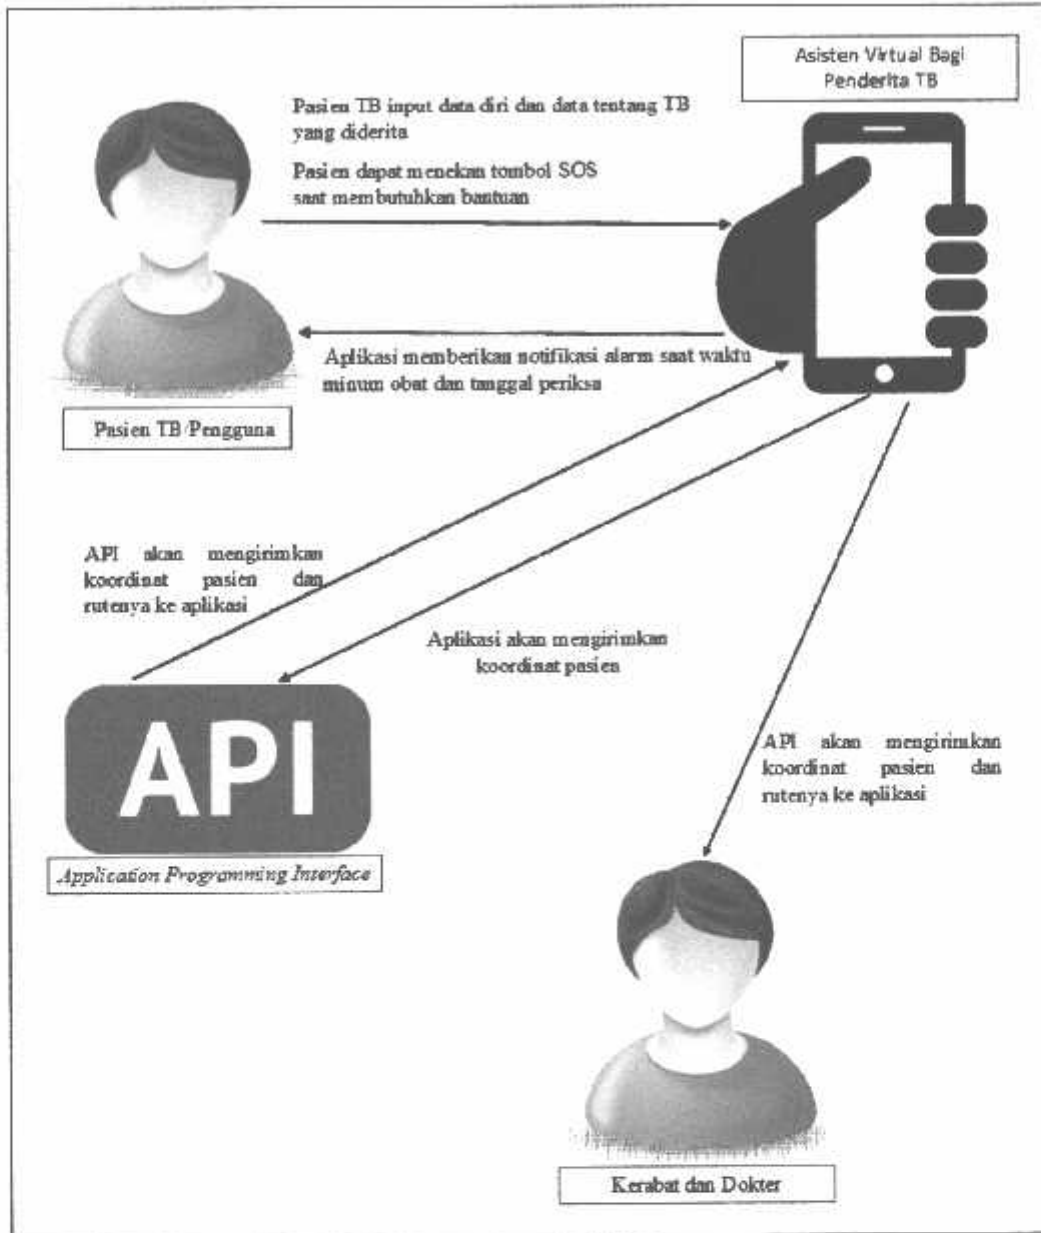 Asisten Virtual Bagi
Penderita TB
Pasien TB input data diri dan data tentang TB
yang diderita
Pasien dapat menekan tombol SOS
saat membutuhkan bantuan
Aplikasi memberikan notifikasi alarm saat waktu
minum obat dan tanggal periksa
Pasien TB/Pengguna
API akan mengirimkan
koordinat pasien dan
rutenya ke aplikasi
Aplikasi akan mengirimkan
koordinat pasien
API
Application Programming Interface
API akan mengirimkan
koordinat pasien dan
rutenya ke aplikasi
Kerabat dan Dokter